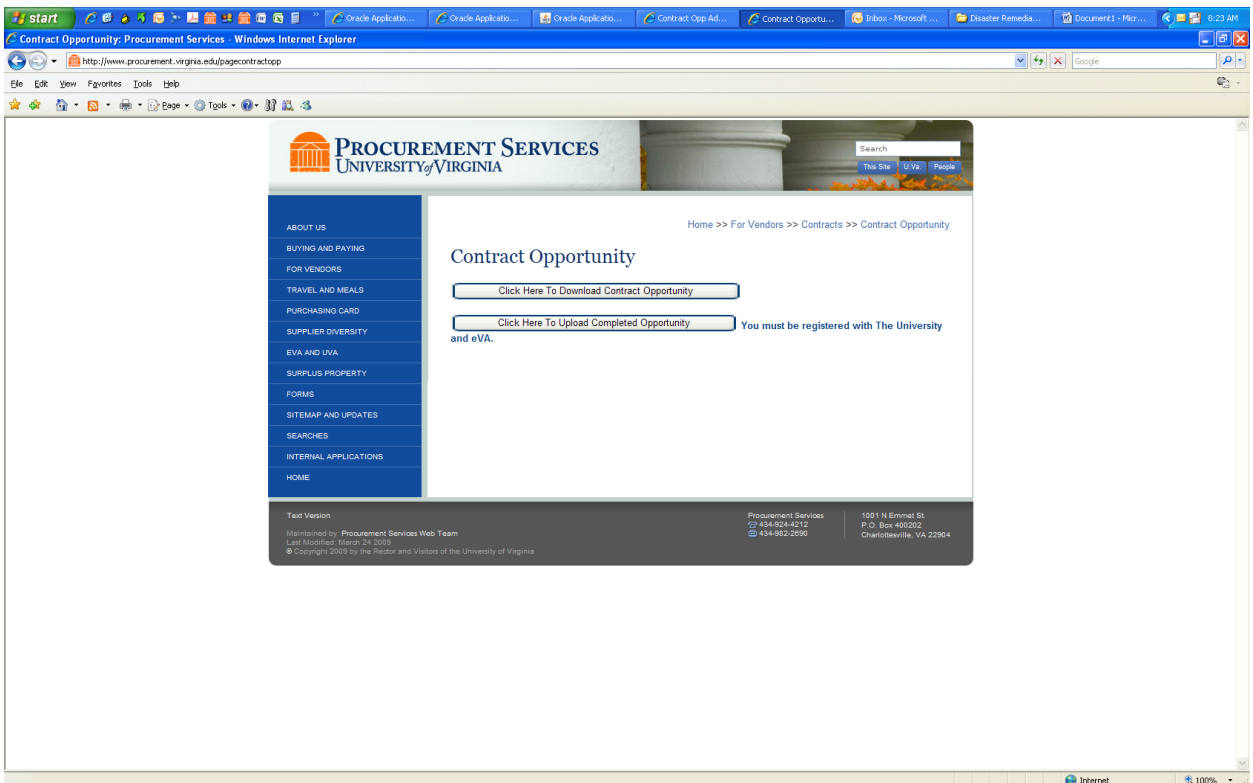 start
Oracle Applicatio...
Oracle Applicatio...
Oracle Applicatio...
Contract Opp Ad...
Contract Opportu...
Inbox - Microsoft ...
Disaster Remedia...
Document1 - Micr...
8:23 AM
Contract Opportunity: Procurement Services - Windows Internet Explorer
http://www.procurement.virginia.edu/pagecontractopp
Google
File Edit View Favorites Tools Help
Page Tools
PROCUREMENT SERVICES
UNIVERSITY of VIRGINIA
Search
This Site U.Va. People
Home >> For Vendors >> Contracts >> Contract Opportunity
ABOUT US
BUYING AND PAYING
FOR VENDORS
TRAVEL AND MEALS
PURCHASING CARD
SUPPLIER DIVERSITY
EVA AND UVA
SURPLUS PROPERTY
FORMS
SITEMAP AND UPDATES
SEARCHES
INTERNAL APPLICATIONS
HOME
Contract Opportunity
Click Here To Download Contract Opportunity
Click Here To Upload Completed Opportunity You must be registered with The University
and eVA.
Text Version
Maintained by: Procurement Services Web Team
Last Modified: March 24 2009
© Copyright 2009 by the Rector and Visitors of the University of Virginia
Procurement Services
434-924-4212
434-982-2690
1001 N Emmet St.
P.O. Box 400202
Charlottesville, VA 22904
Internet
100%